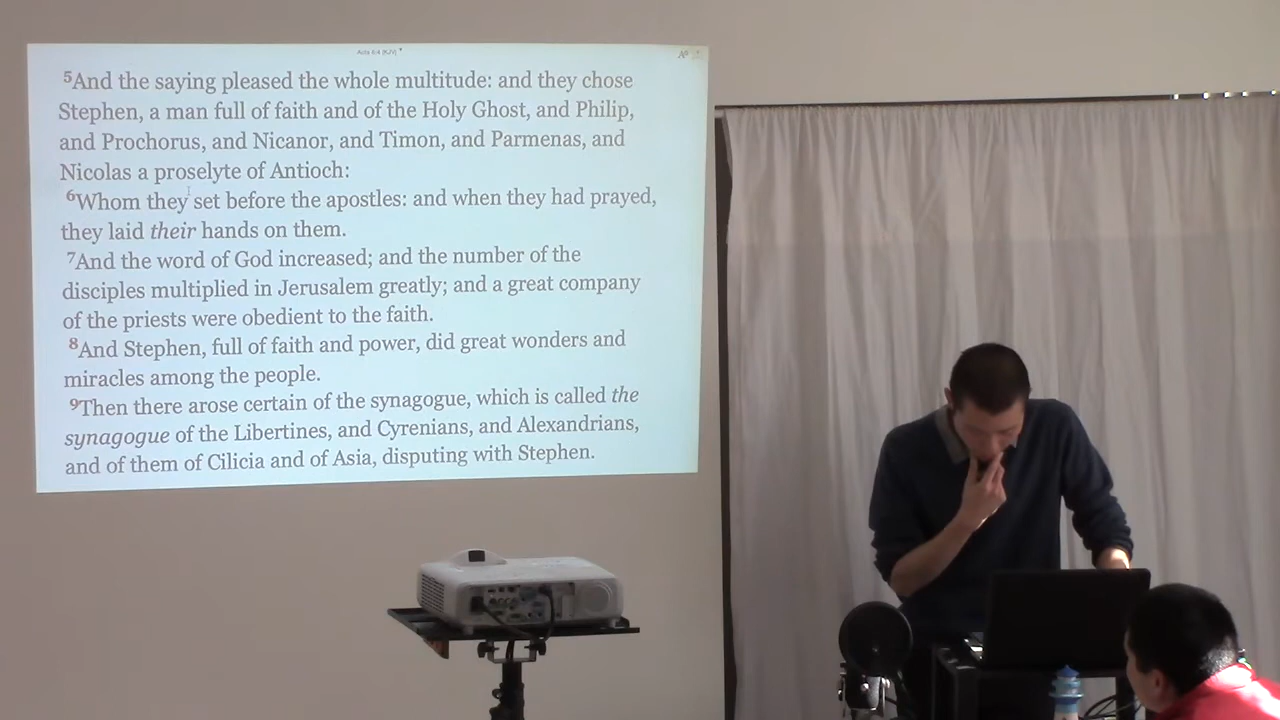 Acts 6:4 (KJV)
5And the saying pleased the whole multitude: and they chose
Stephen, a man full of faith and of the Holy Ghost, and Philip,
and Prochorus, and Nicanor, and Timon, and Parmenas, and
Nicolas a proselyte of Antioch:
6Whom they set before the apostles: and when they had prayed,
they laid their hands on them.
7And the word of God increased; and the number of the
disciples multiplied in Jerusalem greatly; and a great company
of the priests were obedient to the faith.
8And Stephen, full of faith and power, did great wonders and
miracles among the people.
9Then there arose certain of the synagogue, which is called the
synagogue of the Libertines, and Cyrenians, and Alexandrians,
and of them of Cilicia and of Asia, disputing with Stephen.